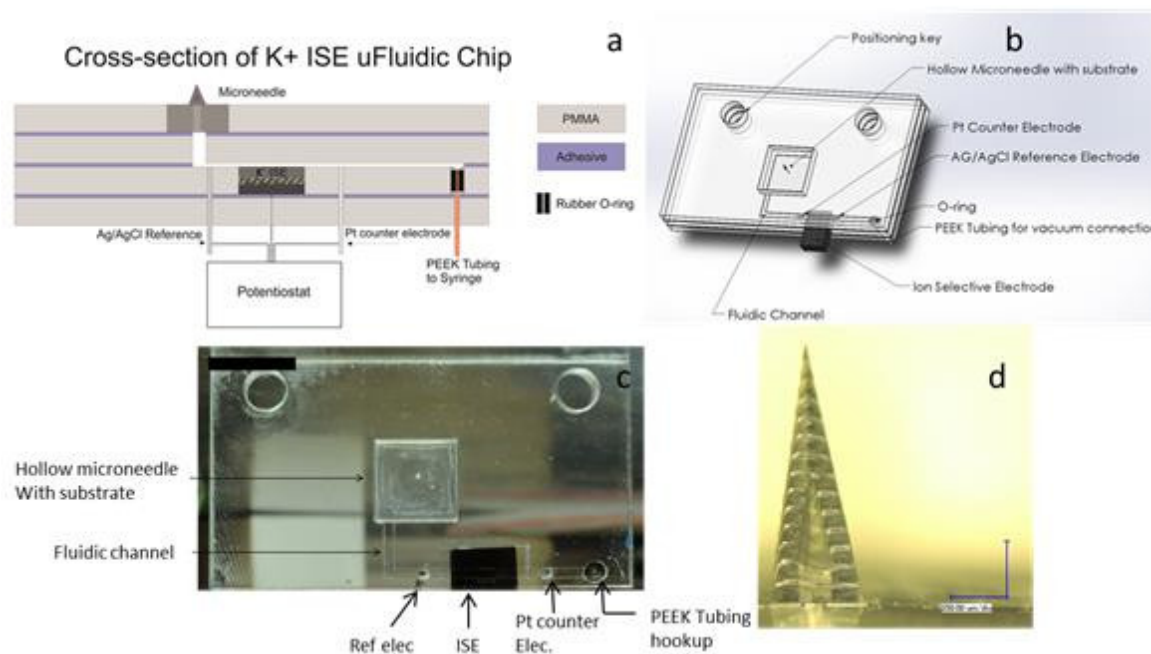 a
Cross-section of K+ ISE uFluidic Chip
Microneedle
PMMA
Adhesive
Rubber O-ring
K ISE
Ag/AgCl Reference
Pt counter electrode
PEEK Tubing
to Syringe
Potentiostat
b
Positioning key
Hollow Microneedle with substrate
Pt Counter Electrode
AG/AgCl Reference Electrode
O-ring
PEEK Tubing for vacuum connection
Ion Selective Electrode
Fluidic Channel
c
Hollow microneedle
With substrate
Fluidic channel
Ref elec
ISE
Pt counter
Elec.
PEEK Tubing
hookup
d